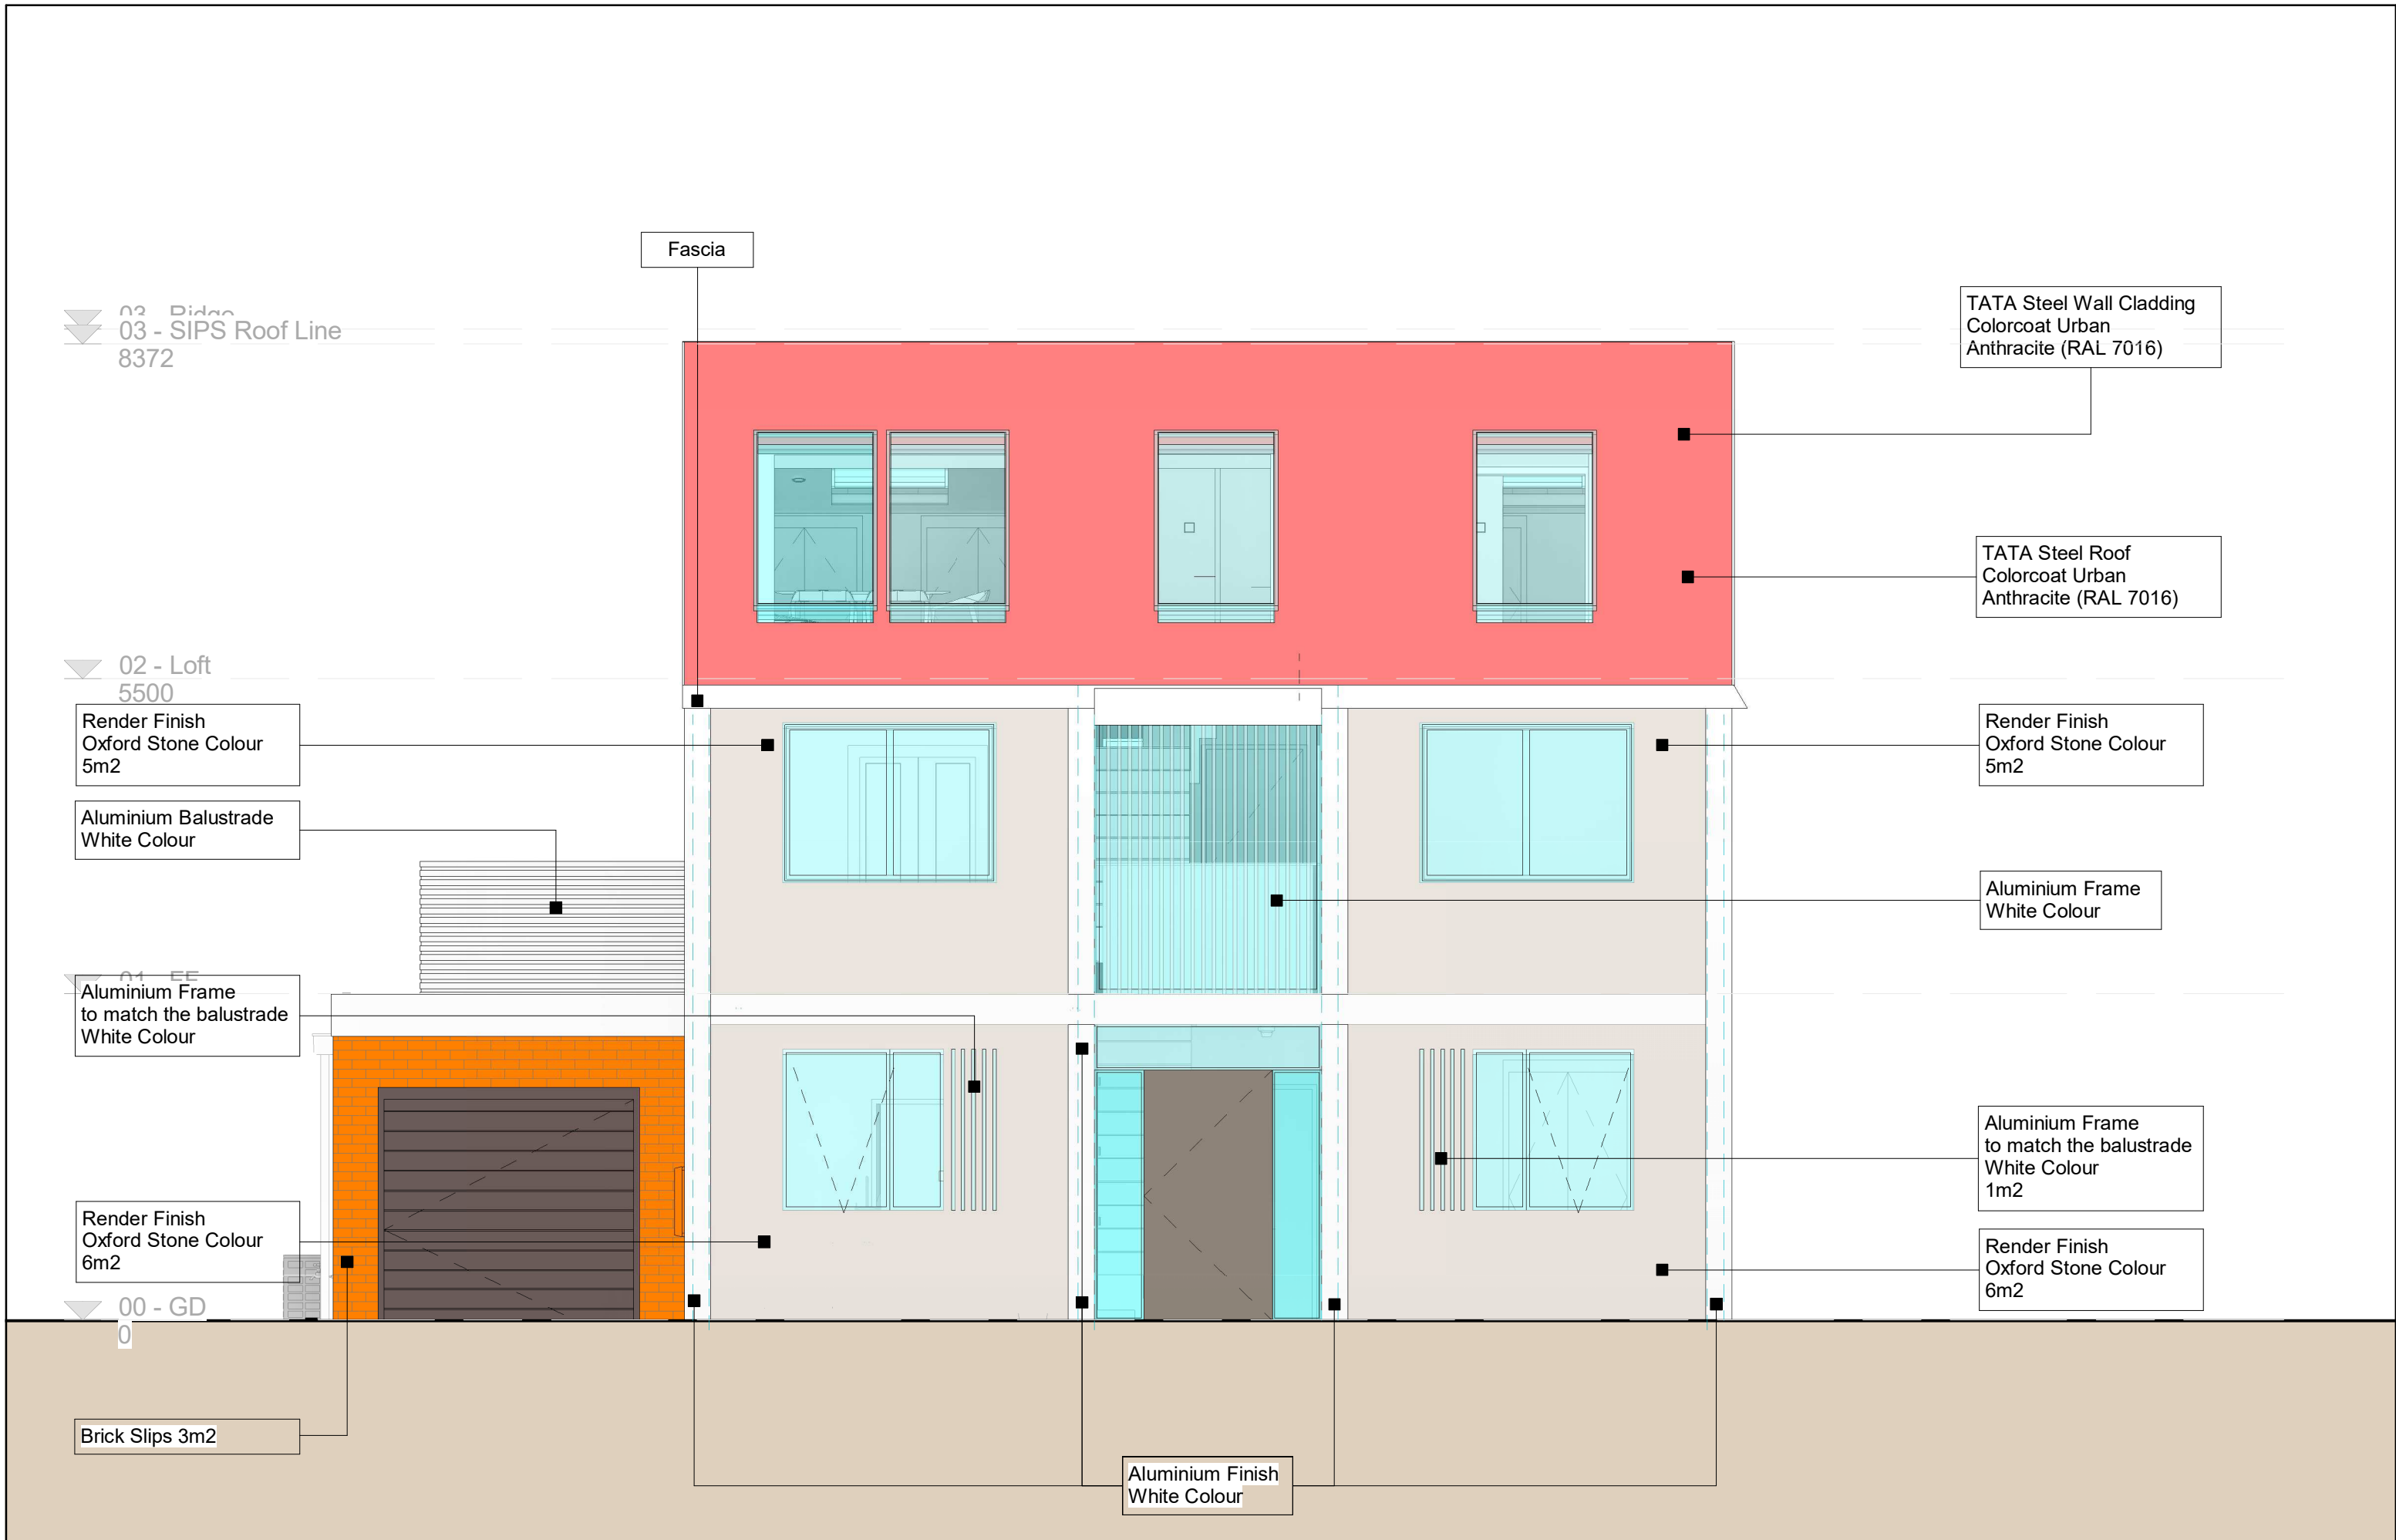 Fascia
TATA Steel Wall Cladding
Colorcoat Urban
Anthracite (RAL 7016)
03 - Ridge
03 - SIPS Roof Line
8372
TATA Steel Roof
Colorcoat Urban
Anthracite (RAL 7016)
02 - Loft
5500
Render Finish
Oxford Stone Colour
5m2
Render Finish
Oxford Stone Colour
5m2
Aluminium Balustrade
White Colour
Aluminium Frame
White Colour
01 - FF
Aluminium Frame
to match the balustrade
White Colour
Aluminium Frame
to match the balustrade
White Colour
1m2
Render Finish
Oxford Stone Colour
6m2
Render Finish
Oxford Stone Colour
6m2
00 - GD
0
Brick Slips 3m2
Aluminium Finish
White Colour